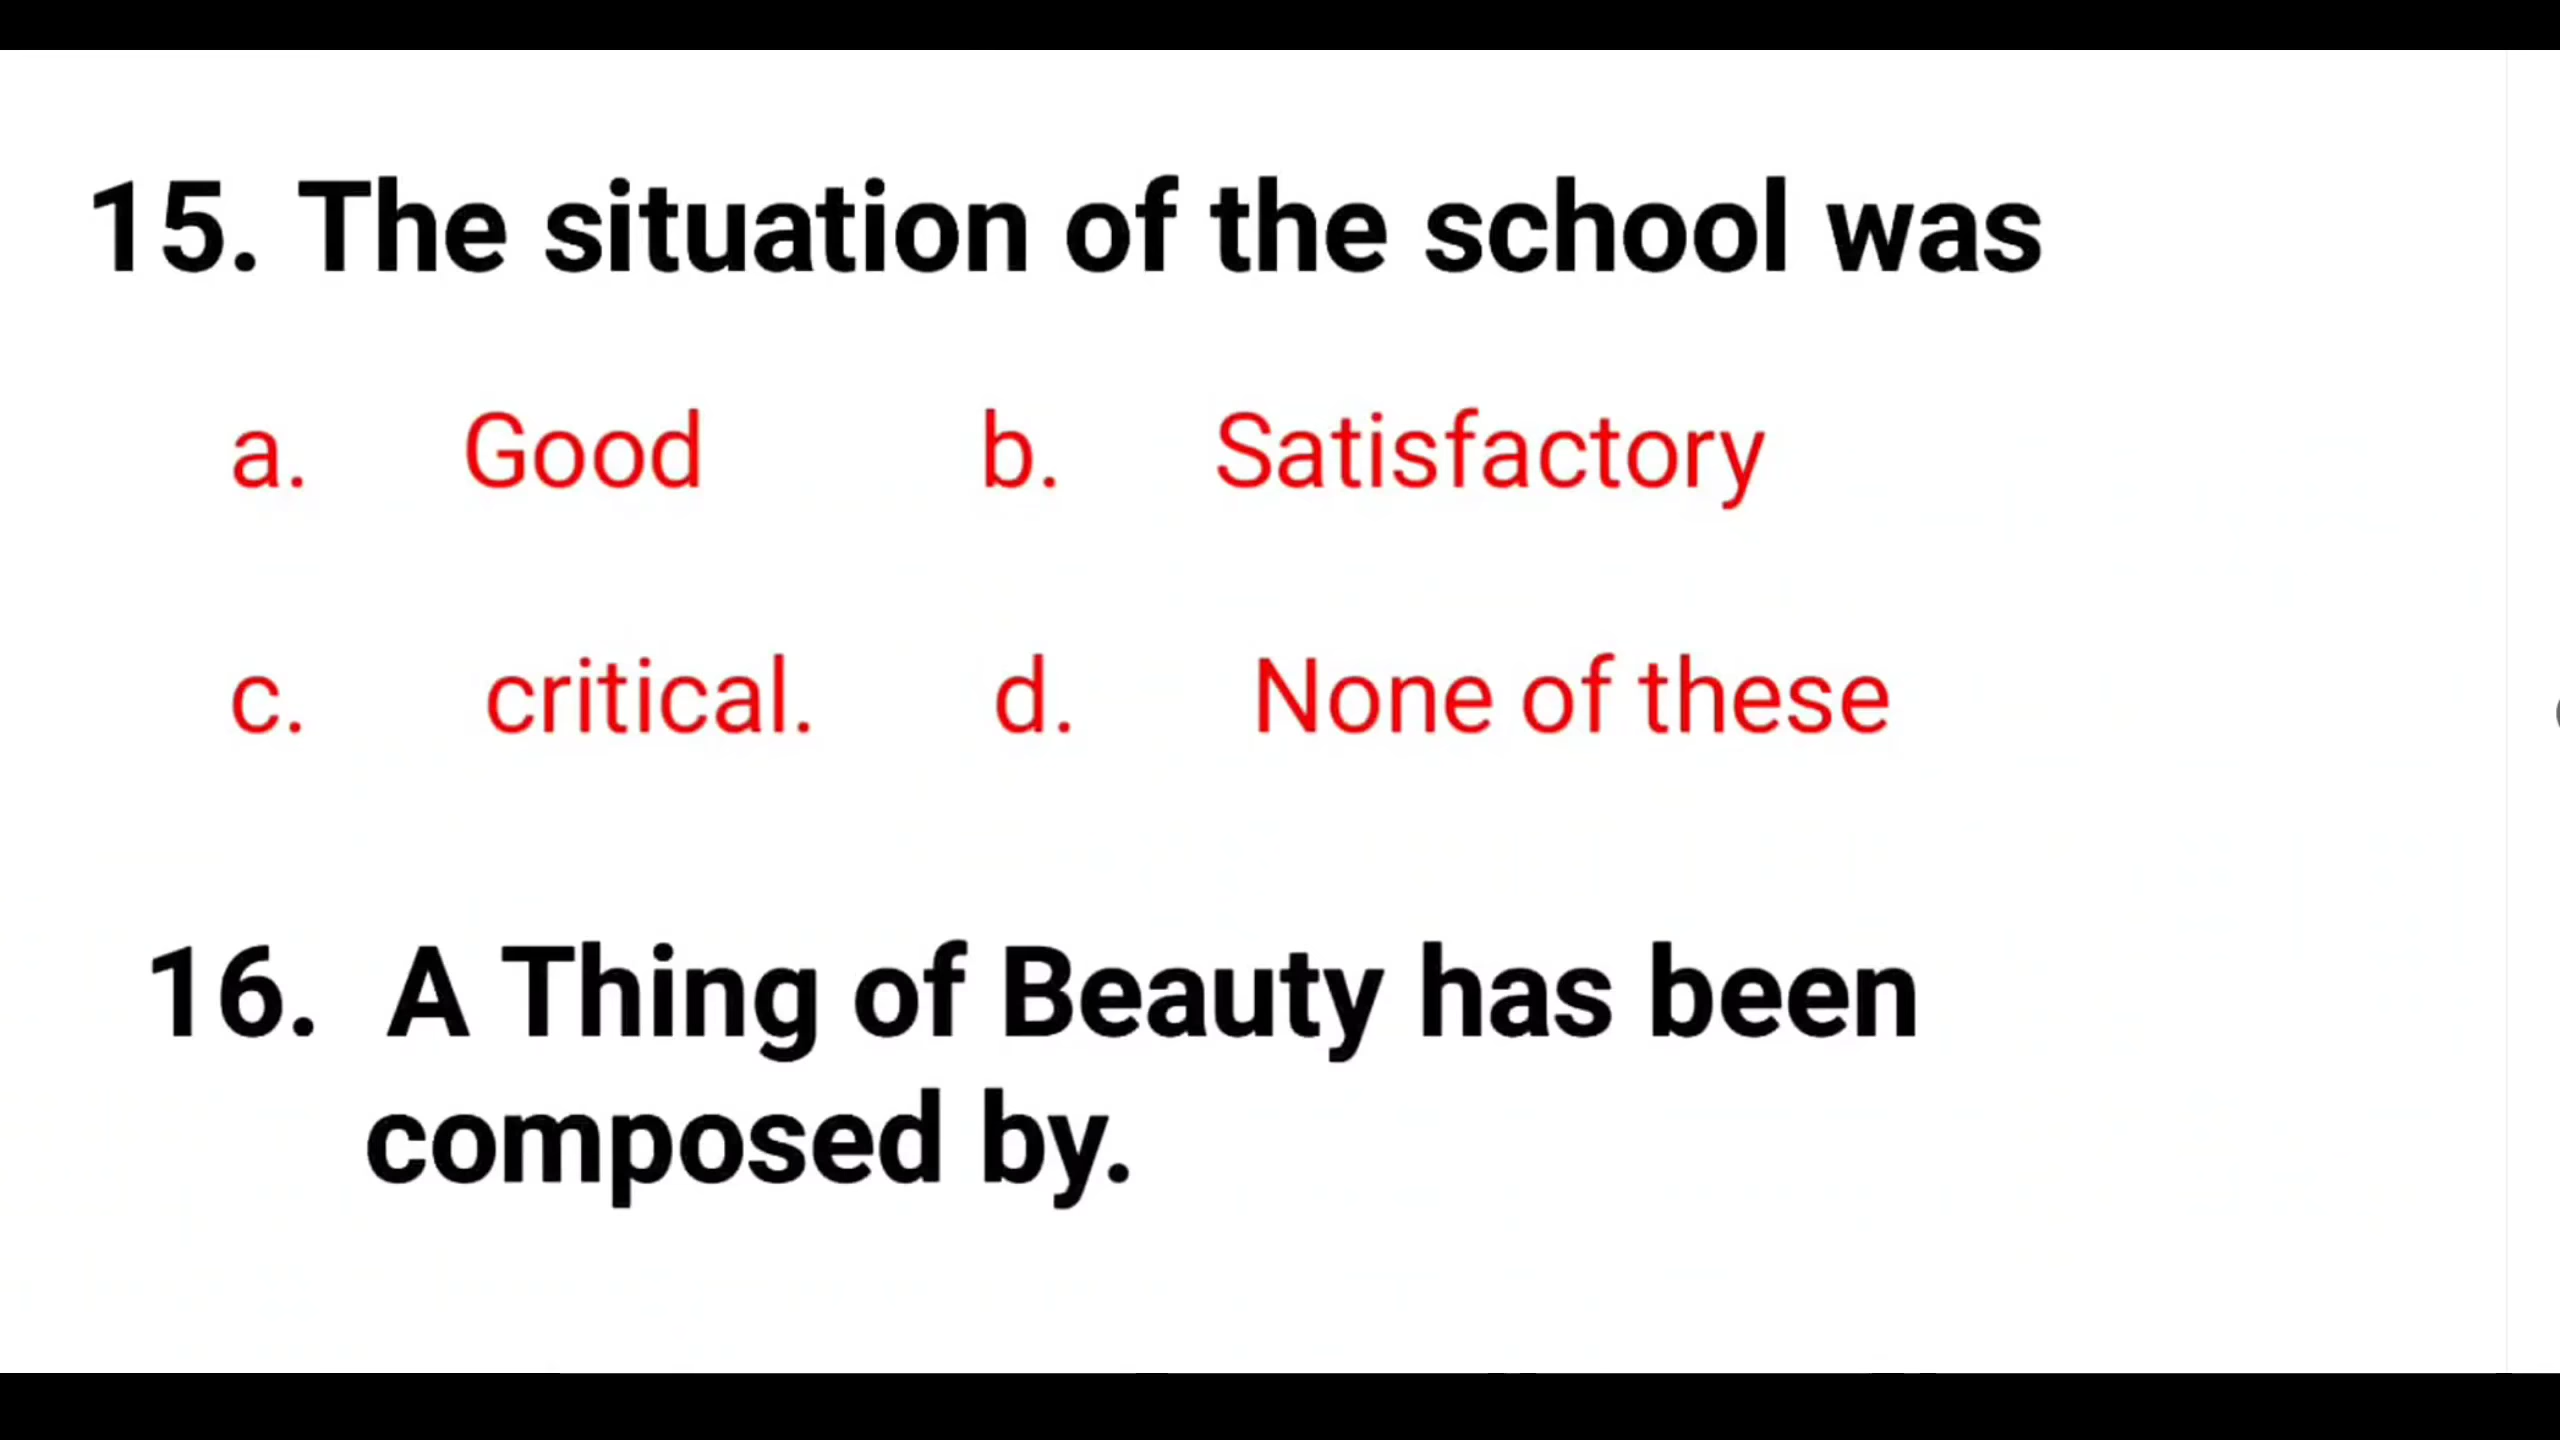 15. The situation of the school was
a. Good b. Satisfactory
c. critical. d. None of these
16. A Thing of Beauty has been
composed by.